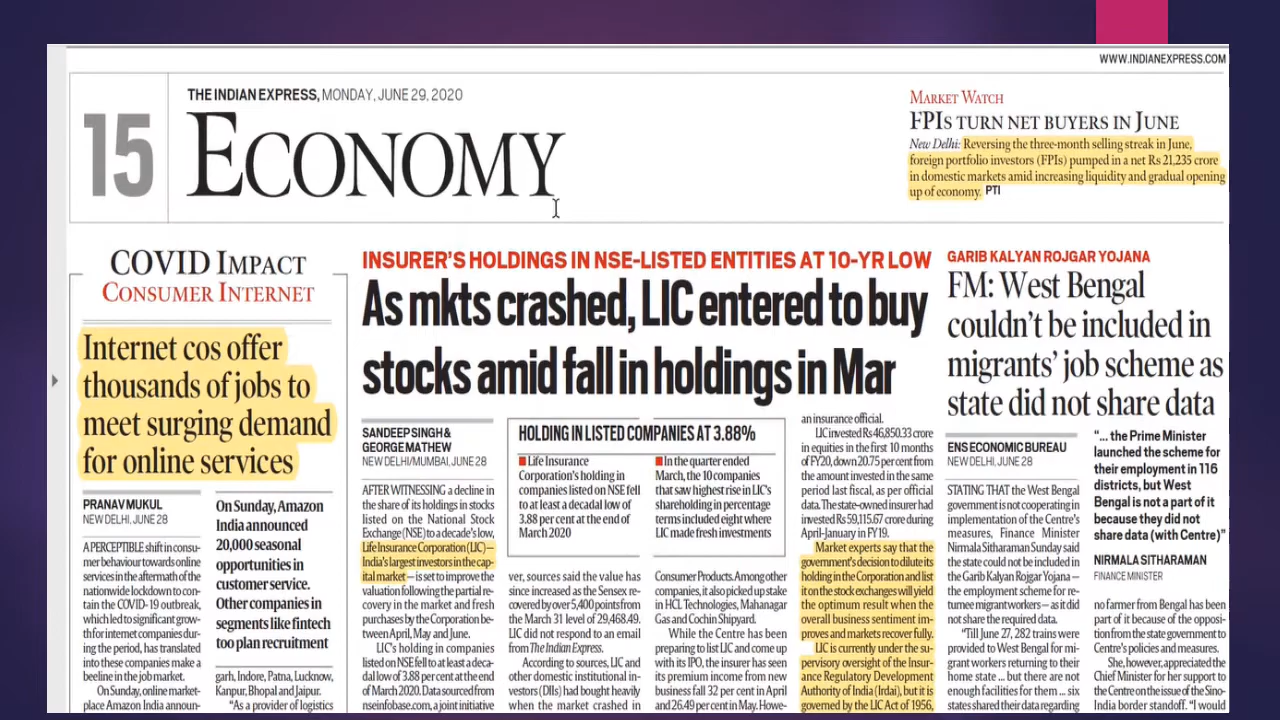 WWW.INDIANEXPRESS.COM
15
THE INDIAN EXPRESS, MONDAY, JUNE 29, 2020
ECONOMY
MARKET WATCH
FPIS TURN NET BUYERS IN JUNE
New Delhi: Reversing the three-month selling streak in June,
foreign portfolio investors (FPIs) pumped in a net Rs 21,235 crore
in domestic markets amid increasing liquidity and gradual opening
up of economy. PTI
COVID IMPACT
CONSUMER INTERNET
Internet cos offer
thousands of jobs to
meet surging demand
for online services
PRANAV MUKUL
NEW DELHI, JUNE 28
A PERCEPTIBLE shift in consu-
mer behaviour towards online
services in the aftermath of the
nationwide lockdown to con-
tain the COVID-19 outbreak,
which led to significant grow-
th for internet companies dur-
ing the period, has translated
into these companies make a
beeline in the job market.
On Sunday, online market-
place Amazon India announ-
On Sunday, Amazon
India announced
20,000 seasonal
opportunities in
customer service.
Other companies in
segments like fintech
too plan recruitment
garh, Indore, Patna, Lucknow,
Kanpur, Bhopal and Jaipur.
"As a provider of logistics
INSURER'S HOLDINGS IN NSE-LISTED ENTITIES AT 10-YR LOW
As mkts crashed, LIC entered to buy
stocks amid fall in holdings in Mar
SANDEEP SINGH &
GEORGE MATHEW
NEW DELHI/MUMBAI, JUNE 28
AFTER WITNESSING a decline in
the share of its holdings in stocks
listed on the National Stock
Exchange (NSE) to a decade's low,
Life Insurance Corporation (LIC) —
India's largest investors in the cap-
ital market — is set to improve the
valuation following the partial re-
covery in the market and fresh
purchases by the Corporation be-
tween April, May and June.
LIC's holding in companies
listed on NSE fell to at least a deca-
dal low of 3.88 per cent at the end
of March 2020. Data sourced from
nseinfobase.com, a joint initiative
HOLDING IN LISTED COMPANIES AT 3.88%
Life Insurance
Corporation's holding in
companies listed on NSE fell
to at least a decadal low of
3.88 per cent at the end of
March 2020
In the quarter ended
March, the 10 companies
that saw highest rise in LIC's
shareholding in percentage
terms included eight where
LIC made fresh investments
ver, sources said the value has
since increased as the Sensex re-
covered by over 5,400 points from
the March 31 level of 29,468.49.
LIC did not respond to an email
from The Indian Express.
According to sources, LIC and
other domestic institutional in-
vestors (DIIs) had bought heavily
when the market crashed in
Consumer Products. Among other
companies, it also picked up stake
in HCL Technologies, Mahanagar
Gas and Cochin Shipyard.
While the Centre has been
preparing to list LIC and come up
with its IPO, the insurer has seen
its premium income from new
business fall 32 per cent in April
and 26.49 per cent in May. Howe-
an insurance official.
LIC invested Rs 46,850.33 crore
in equities in the first 10 months
of FY20, down 20.75 per cent from
the amount invested in the same
period last fiscal, as per official
data. The state-owned insurer had
invested Rs 59,115.67 crore during
April-January in FY19.
Market experts say that the
government's decision to dilute its
holding in the Corporation and list
it on the stock exchanges will yield
the optimum result when the
overall business sentiment im-
proves and markets recover fully.
LIC is currently under the su-
pervisory oversight of the Insur-
ance Regulatory Development
Authority of India (Irdai), but it is
governed by the LIC Act of 1956,
GARIB KALYAN ROJGAR YOJANA
FM: West Bengal
couldn't be included in
migrants' job scheme as
state did not share data
ENS ECONOMIC BUREAU
NEW DELHI, JUNE 28
STATING THAT the West Bengal
government is not cooperating in
implementation of the Centre's
measures, Finance Minister
Nirmala Sitharaman Sunday said
the state could not be included in
the Garib Kalyan Rojgar Yojana —
the employment scheme for re-
turnee migrant workers — as it did
not share the required data.
"Till June 27, 282 trains were
provided to West Bengal for mi-
grant workers returning to their
home state ... but there are not
enough facilities for them ... six
states shared their data regarding
"... the Prime Minister
launched the scheme for
their employment in 116
districts, but West
Bengal is not a part of it
because they did not
share data (with Centre)"
NIRMALA SITHARAMAN
FINANCE MINISTER
no farmer from Bengal has been
part of it because of the opposi-
tion from the state government to
Centre's policies and measures.
She, however, appreciated the
Chief Minister for her support to
the Centre on the issue of the Sino-
India border standoff. "I would